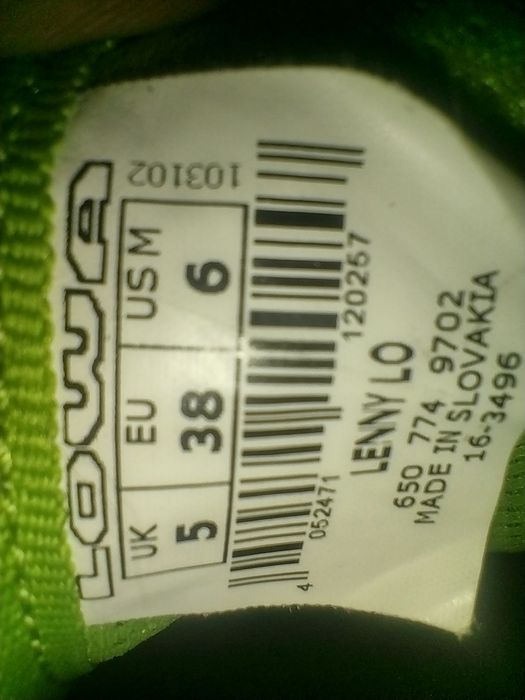 LOWA
UK EU US M
5 38 6
103102
4 052471 120267
LENNY LO
650 774 9702
MADE IN SLOVAKIA
16-3496